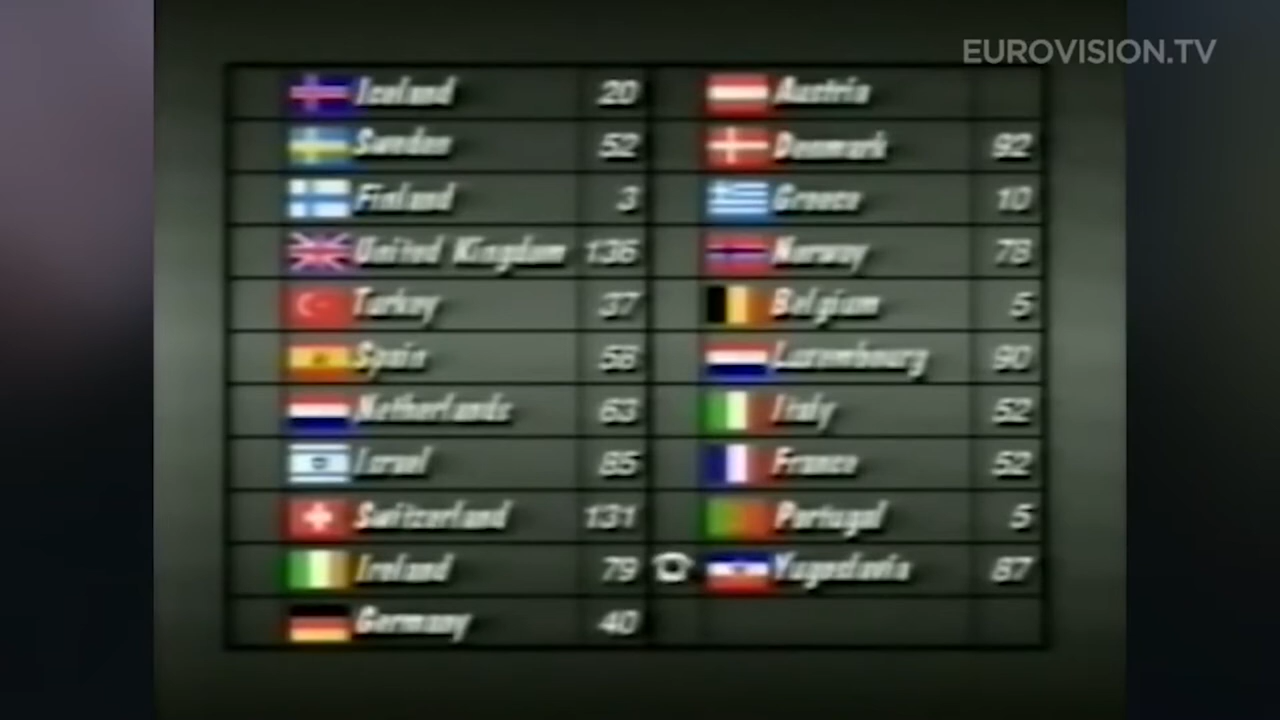 EUROVISION.TV
Iceland 20
Sweden 52
Finland 3
United Kingdom 136
Turkey 37
Spain 58
Netherlands 63
Israel 85
Switzerland 131
Ireland 79
Germany 40
Austria
Denmark 92
Greece 10
Norway 78
Belgium 5
Luxembourg 90
Italy 52
France 52
Portugal 5
Yugoslavia 87